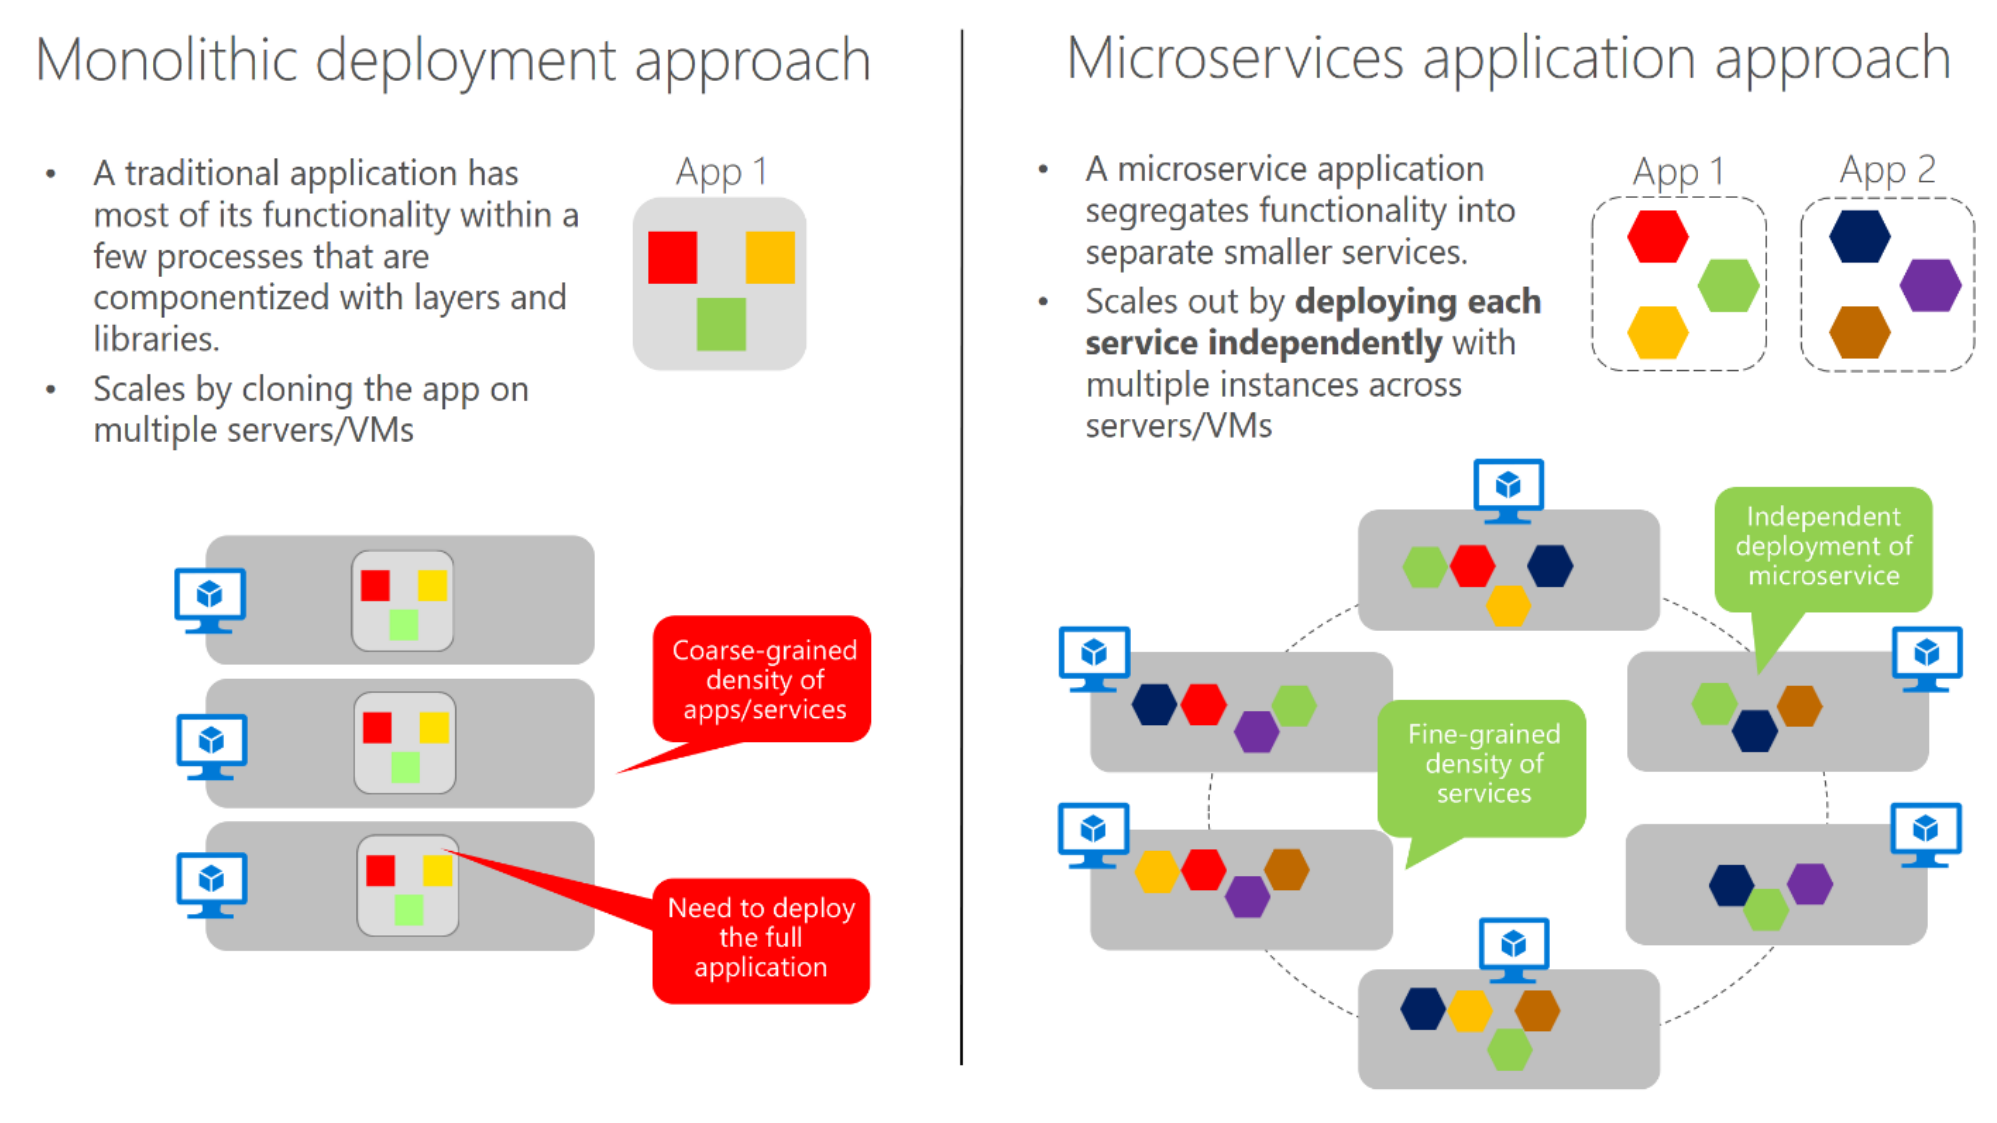 Monolithic deployment approach
• A traditional application has
most of its functionality within a
few processes that are
componentized with layers and
libraries.
• Scales by cloning the app on
multiple servers/VMs
App 1
Coarse-grained
density of
apps/services
Need to deploy
the full
application
Microservices application approach
• A microservice application
segregates functionality into
separate smaller services.
• Scales out by deploying each
service independently with
multiple instances across
servers/VMs
App 1
App 2
Independent
deployment of
microservice
Fine-grained
density of
services